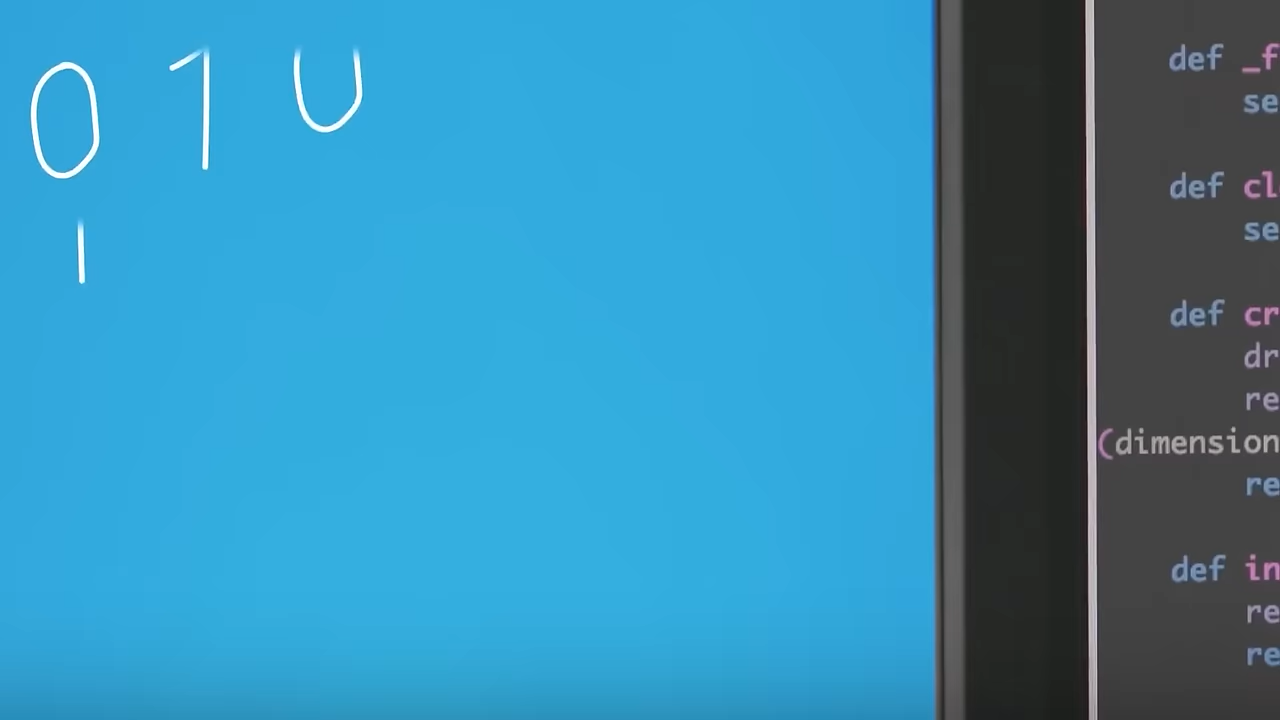 0 1 0
1
def _f
se
def cl
se
def cr
dr
re
(dimension
re
def in
re
re